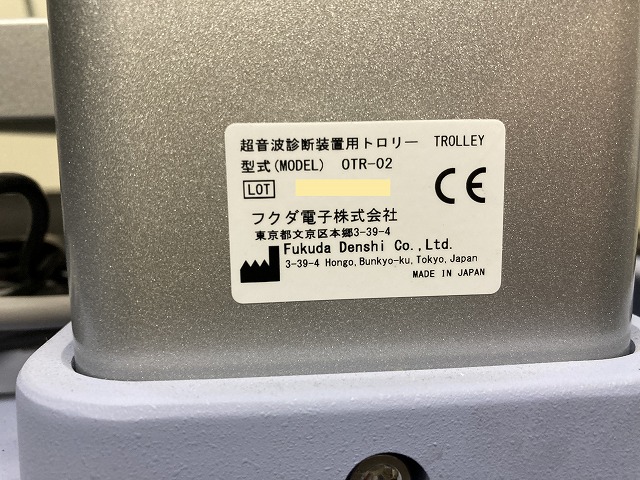 超音波診断装置用トロリー TROLLEY
型式(MODEL) OTR-02
LOT
CE
フクダ電子株式会社
東京都文京区本郷3-39-4
Fukuda Denshi Co.,Ltd.
3-39-4 Hongo,Bunkyo-ku,Tokyo,Japan
MADE IN JAPAN